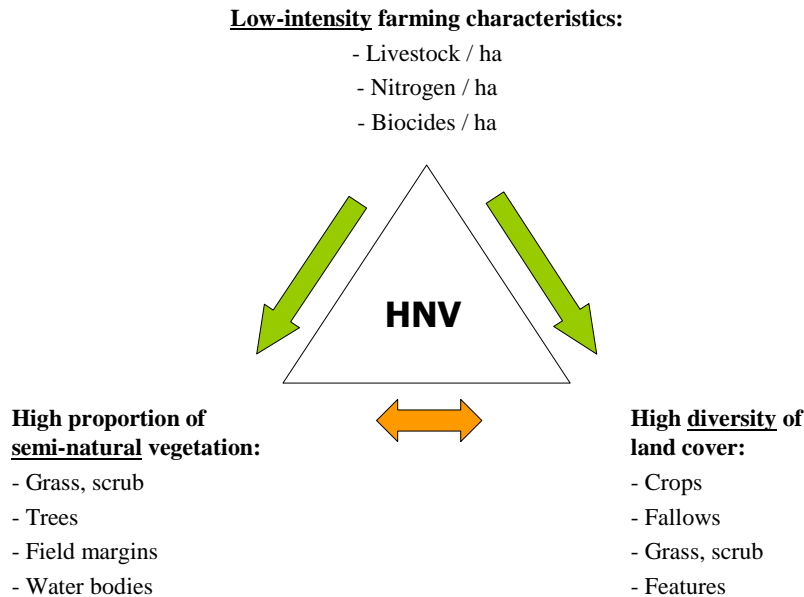 Low-intensity farming characteristics:
- Livestock / ha
- Nitrogen / ha
- Biocides / ha
HNV
High proportion of
semi-natural vegetation:
- Grass, scrub
- Trees
- Field margins
- Water bodies
High diversity of
land cover:
- Crops
- Fallows
- Grass, scrub
- Features